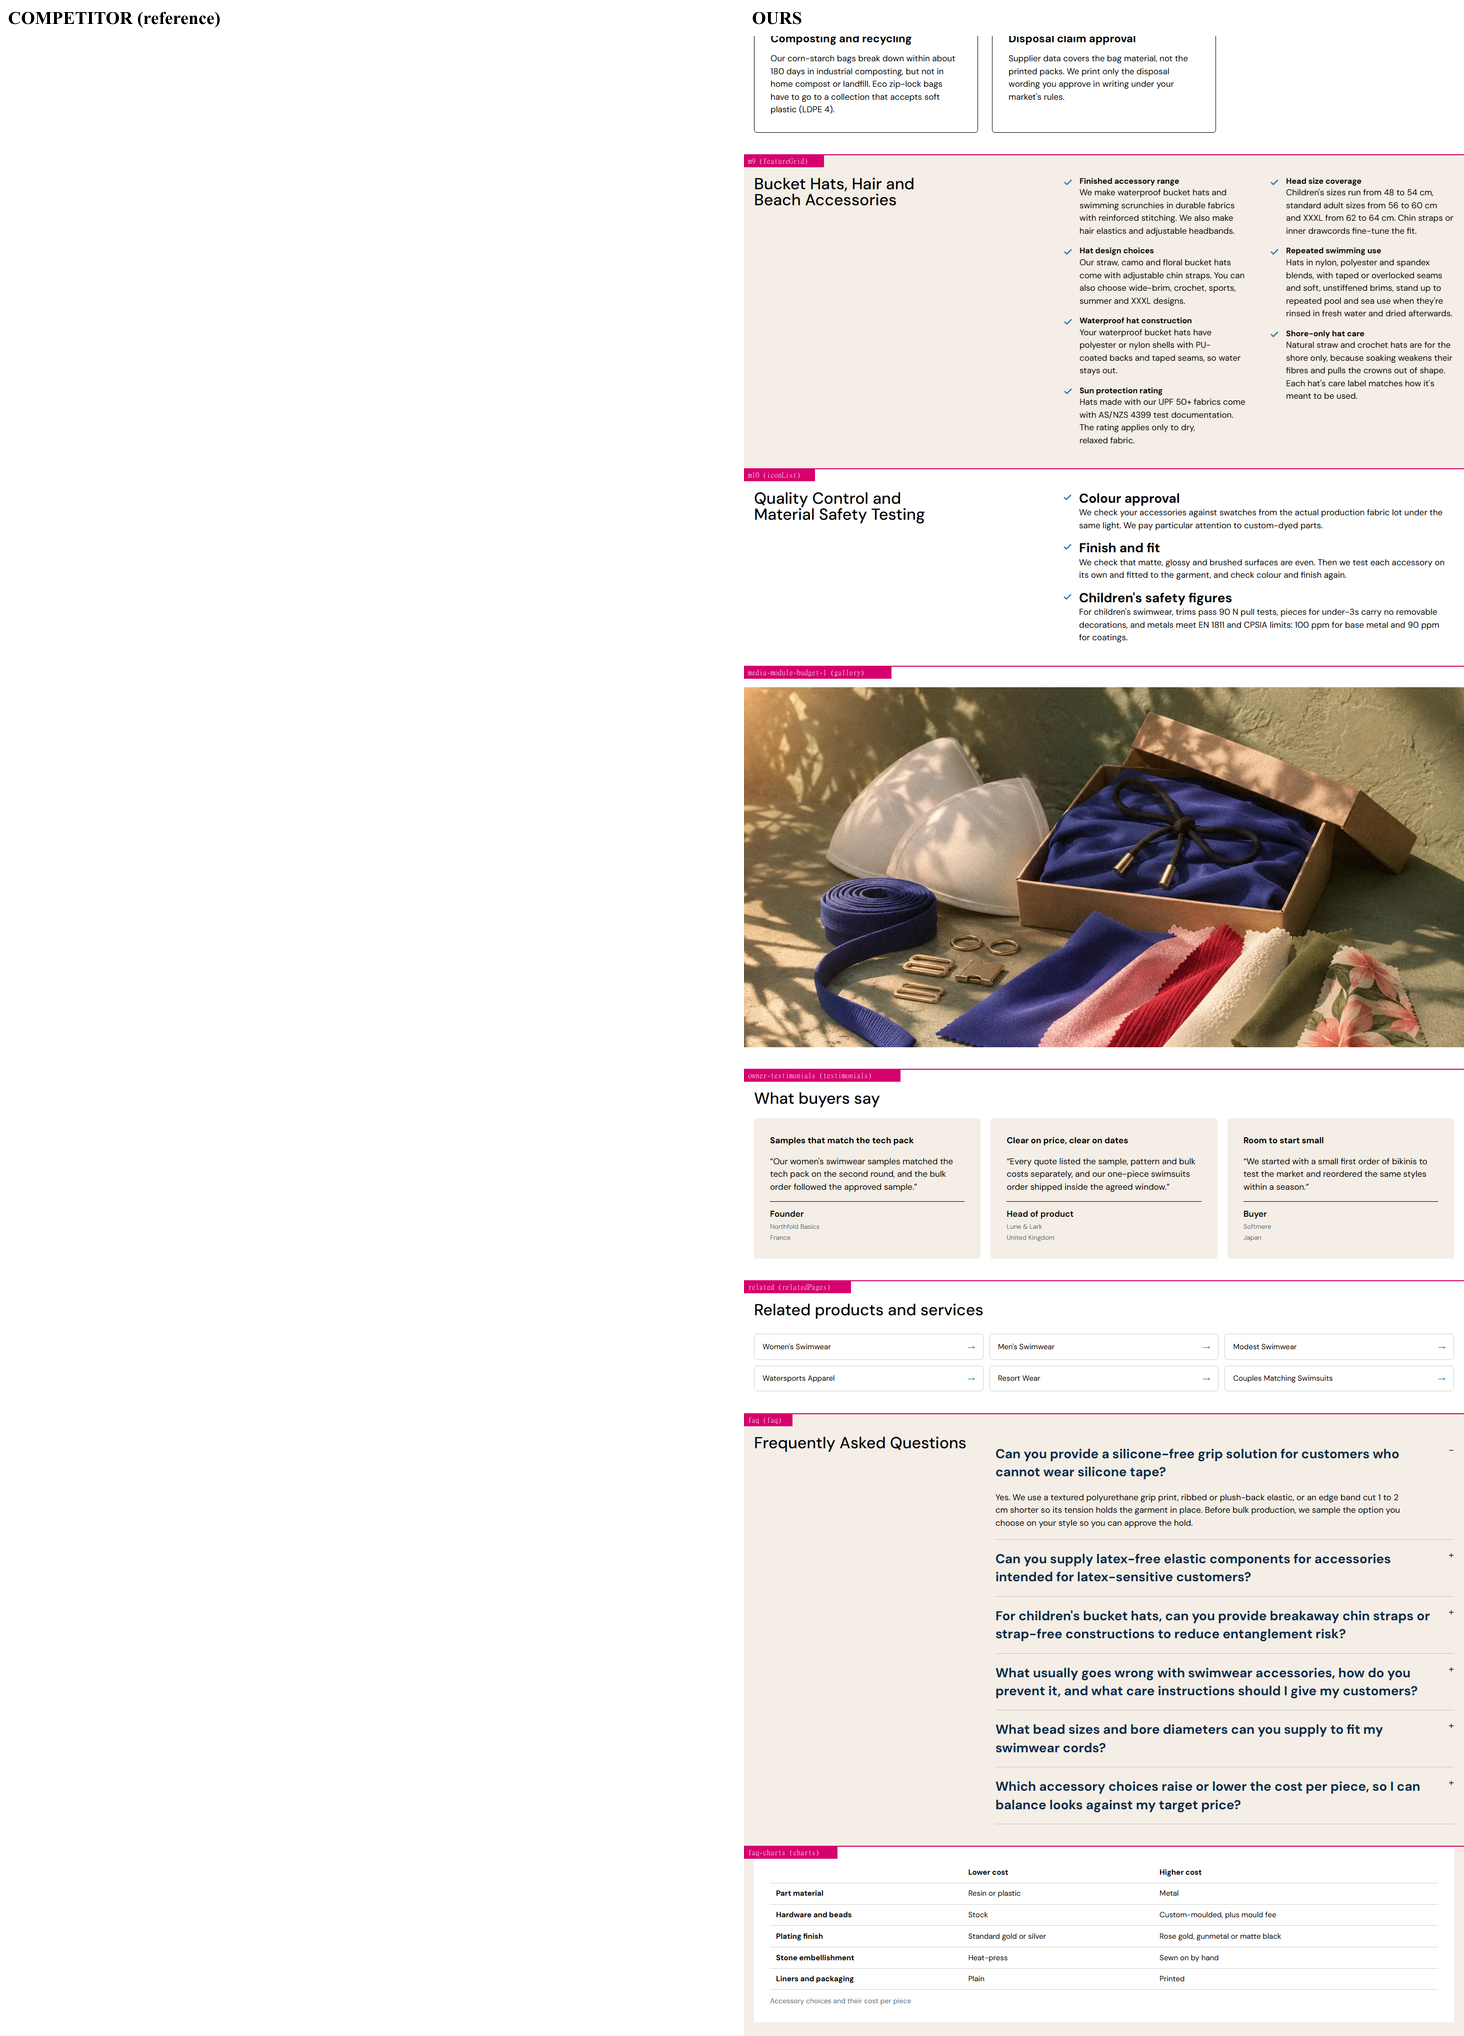 COMPETITOR (reference)
OURS
Composting and recycling
Our corn-starch bags break down within about
180 days in industrial composting, but not in
home compost or landfill. Eco zip-lock bags
have to go to a collection that accepts soft
plastic (LDPE 4).
Disposal claim approval
Supplier data covers the bag material, not the
printed packs. We print only the disposal
wording you approve in writing under your
market's rules.
m9 (featureGrid)
Bucket Hats, Hair and
Beach Accessories
Finished accessory range
We make waterproof bucket hats and
swimming scrunchies in durable fabrics
with reinforced stitching. We also make
hair elastics and adjustable headbands.
Hat design choices
Our straw, camo and floral bucket hats
come with adjustable chin straps. You can
also choose wide-brim, crochet, sports,
summer and XXXL designs.
Waterproof hat construction
Your waterproof bucket hats have
polyester or nylon shells with PU-
coated backs and taped seams, so water
stays out.
Sun protection rating
Hats made with our UPF 50+ fabrics come
with AS/NZS 4399 test documentation.
The rating applies only to dry,
relaxed fabric.
Head size coverage
Children's sizes run from 48 to 54 cm,
standard adult sizes from 56 to 60 cm
and XXXL from 62 to 64 cm. Chin straps or
inner drawcords fine-tune the fit.
Repeated swimming use
Hats in nylon, polyester and spandex
blends, with taped or overlocked seams
and soft, unstiffened brims, stand up to
repeated pool and sea use when they're
rinsed in fresh water and dried afterwards.
Shore-only hat care
Natural straw and crochet hats are for the
shore only, because soaking weakens their
fibres and pulls the crowns out of shape.
Each hat's care label matches how it's
meant to be used.
m10 (iconList)
Quality Control and
Material Safety Testing
Colour approval
We check your accessories against swatches from the actual production fabric lot under the
same light. We pay particular attention to custom-dyed parts.
Finish and fit
We check that matte, glossy and brushed surfaces are even. Then we test each accessory on
its own and fitted to the garment, and check colour and finish again.
Children's safety figures
For children's swimwear, trims pass 90 N pull tests, pieces for under-3s carry no removable
decorations, and metals meet EN 1811 and CPSIA limits: 100 ppm for base metal and 90 ppm
for coatings.
media-module-budget-1 (gallery)
owner-testimonials (testimonials)
What buyers say
Samples that match the tech pack
“Our women's swimwear samples matched the
tech pack on the second round, and the bulk
order followed the approved sample.”
Founder
Northfold Basics
France
Clear on price, clear on dates
“Every quote listed the sample, pattern and bulk
costs separately, and our one-piece swimsuits
order shipped inside the agreed window.”
Head of product
Lune & Lark
United Kingdom
Room to start small
“We started with a small first order of bikinis to
test the market and reordered the same styles
within a season.”
Buyer
Softmere
Japan
related (relatedPages)
Related products and services
Women's Swimwear →
Men's Swimwear →
Modest Swimwear →
Watersports Apparel →
Resort Wear →
Couples Matching Swimsuits →
faq (faq)
Frequently Asked Questions
Can you provide a silicone-free grip solution for customers who −
cannot wear silicone tape?
Yes. We use a textured polyurethane grip print, ribbed or plush-back elastic, or an edge band cut 1 to 2
cm shorter so its tension holds the garment in place. Before bulk production, we sample the option you
choose on your style so you can approve the hold.
Can you supply latex-free elastic components for accessories +
intended for latex-sensitive customers?
For children's bucket hats, can you provide breakaway chin straps or +
strap-free constructions to reduce entanglement risk?
What usually goes wrong with swimwear accessories, how do you +
prevent it, and what care instructions should I give my customers?
What bead sizes and bore diameters can you supply to fit my +
swimwear cords?
Which accessory choices raise or lower the cost per piece, so I can +
balance looks against my target price?
faq-charts (charts)
Lower cost Higher cost
Part material Resin or plastic Metal
Hardware and beads Stock Custom-moulded, plus mould fee
Plating finish Standard gold or silver Rose gold, gunmetal or matte black
Stone embellishment Heat-press Sewn on by hand
Liners and packaging Plain Printed
Accessory choices and their cost per piece